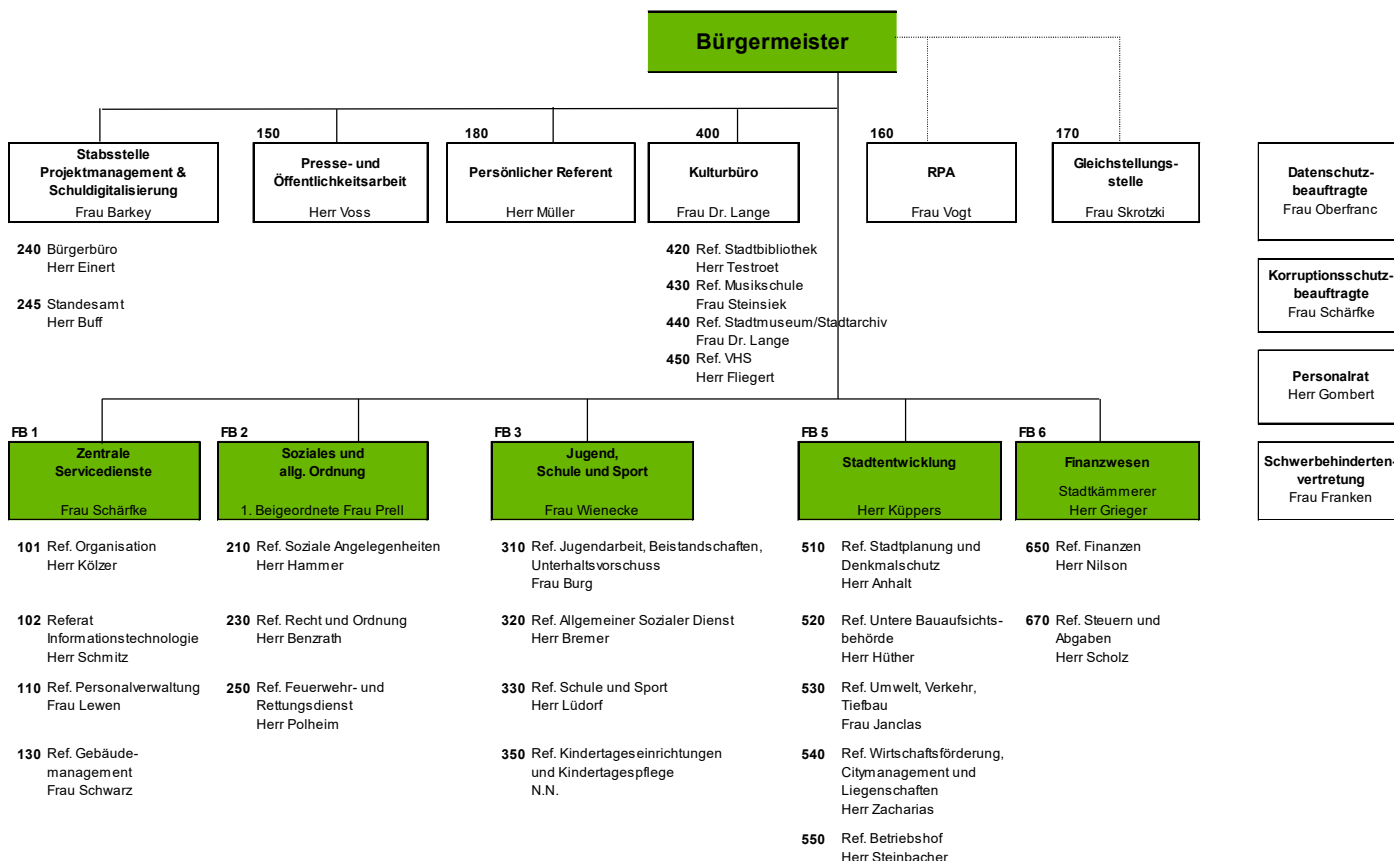 Bürgermeister
Stabsstelle
Projektmanagement &
Schuldigitalisierung
Frau Barkey
150
Presse- und
Öffentlichkeitsarbeit
Herr Voss
180
Persönlicher Referent
Herr Müller
400
Kulturbüro
Frau Dr. Lange
160
RPA
Frau Vogt
170
Gleichstellungs-
stelle
Frau Skrotzki
Datenschutz-
beauftragte
Frau Oberfranc
240 Bürgerbüro
Herr Einert
245 Standesamt
Herr Buff
420 Ref. Stadtbibliothek
Herr Testroet
430 Ref. Musikschule
Frau Steinsiek
440 Ref. Stadtmuseum/Stadtarchiv
Frau Dr. Lange
450 Ref. VHS
Herr Fliegert
Korruptionsschutz-
beauftragte
Frau Schärfke
Personalrat
Herr Gombert
Schwerbehinderten-
vertretung
Frau Franken
FB 1
Zentrale
Servicedienste
Frau Schärfke
101 Ref. Organisation
Herr Kölzer
102 Referat
Informationstechnologie
Herr Schmitz
110 Ref. Personalverwaltung
Frau Lewen
130 Ref. Gebäude-
management
Frau Schwarz
FB 2
Soziales und
allg. Ordnung
1. Beigeordnete Frau Prell
210 Ref. Soziale Angelegenheiten
Herr Hammer
230 Ref. Recht und Ordnung
Herr Benzrath
250 Ref. Feuerwehr- und
Rettungsdienst
Herr Polheim
FB 3
Jugend,
Schule und Sport
Frau Wienecke
310 Ref. Jugendarbeit, Beistandschaften,
Unterhaltsvorschuss
Frau Burg
320 Ref. Allgemeiner Sozialer Dienst
Herr Bremer
330 Ref. Schule und Sport
Herr Lüdorf
350 Ref. Kindertageseinrichtungen
und Kindertagespflege
N.N.
FB 5
Stadtentwicklung
Herr Küppers
510 Ref. Stadtplanung und
Denkmalschutz
Herr Anhalt
520 Ref. Untere Bauaufsichts-
behörde
Herr Hüther
530 Ref. Umwelt, Verkehr,
Tiefbau
Frau Janclas
540 Ref. Wirtschaftsförderung,
Citymanagement und
Liegenschaften
Herr Zacharias
550 Ref. Betriebshof
Herr Steinbacher
FB 6
Finanzwesen
Stadtkämmerer
Herr Grieger
650 Ref. Finanzen
Herr Nilson
670 Ref. Steuern und
Abgaben
Herr Scholz